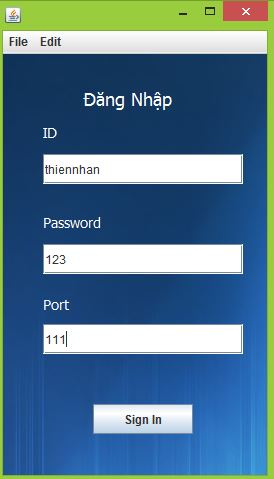 File Edit
Đăng Nhập
ID
thiennhan
Password
123
Port
111
Sign In